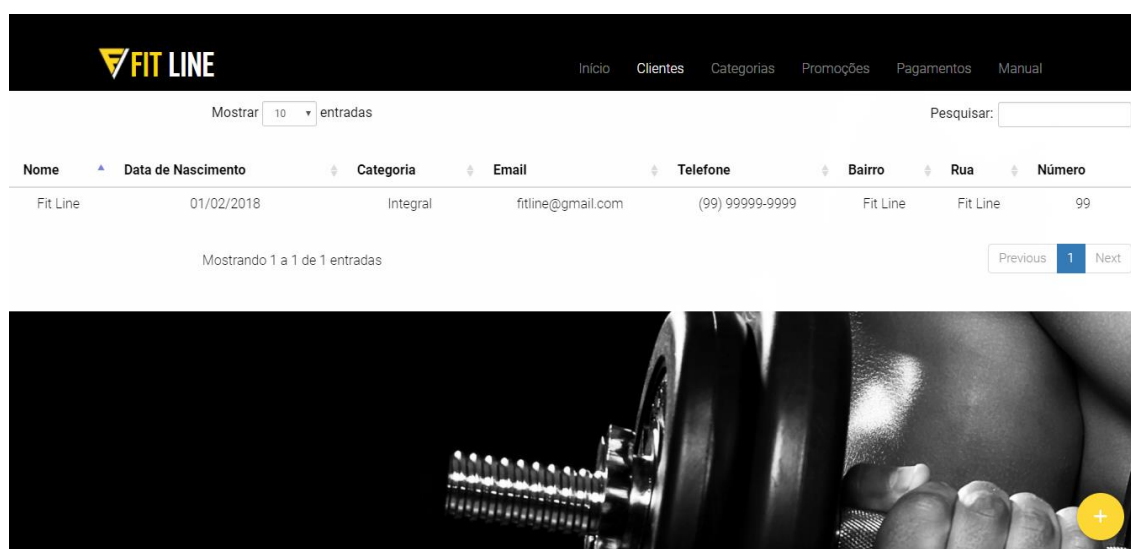 FIT LINE
Início Clientes Categorias Promoções Pagamentos Manual
Mostrar 10 entradas Pesquisar:
Nome Data de Nascimento Categoria Email Telefone Bairro Rua Número
Fit Line 01/02/2018 Integral fitline@gmail.com (99) 99999-9999 Fit Line Fit Line 99
Mostrando 1 a 1 de 1 entradas Previous 1 Next
+